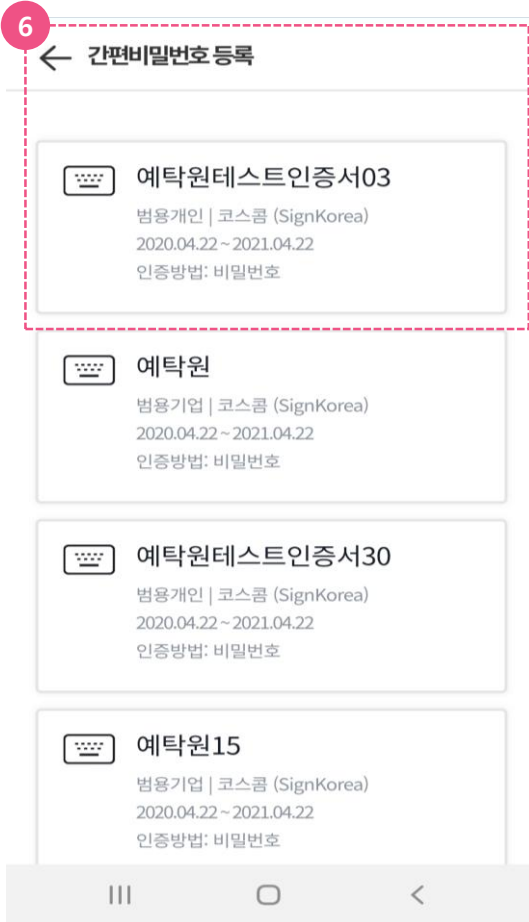 6
간편비밀번호 등록
예탁원테스트인증서03
범용개인 | 코스콤 (SignKorea)
2020.04.22 ~ 2021.04.22
인증방법: 비밀번호
예탁원
범용기업 | 코스콤 (SignKorea)
2020.04.22 ~ 2021.04.22
인증방법: 비밀번호
예탁원테스트인증서30
범용개인 | 코스콤 (SignKorea)
2020.04.22 ~ 2021.04.22
인증방법: 비밀번호
예탁원15
범용기업 | 코스콤 (SignKorea)
2020.04.22 ~ 2021.04.22
인증방법: 비밀번호